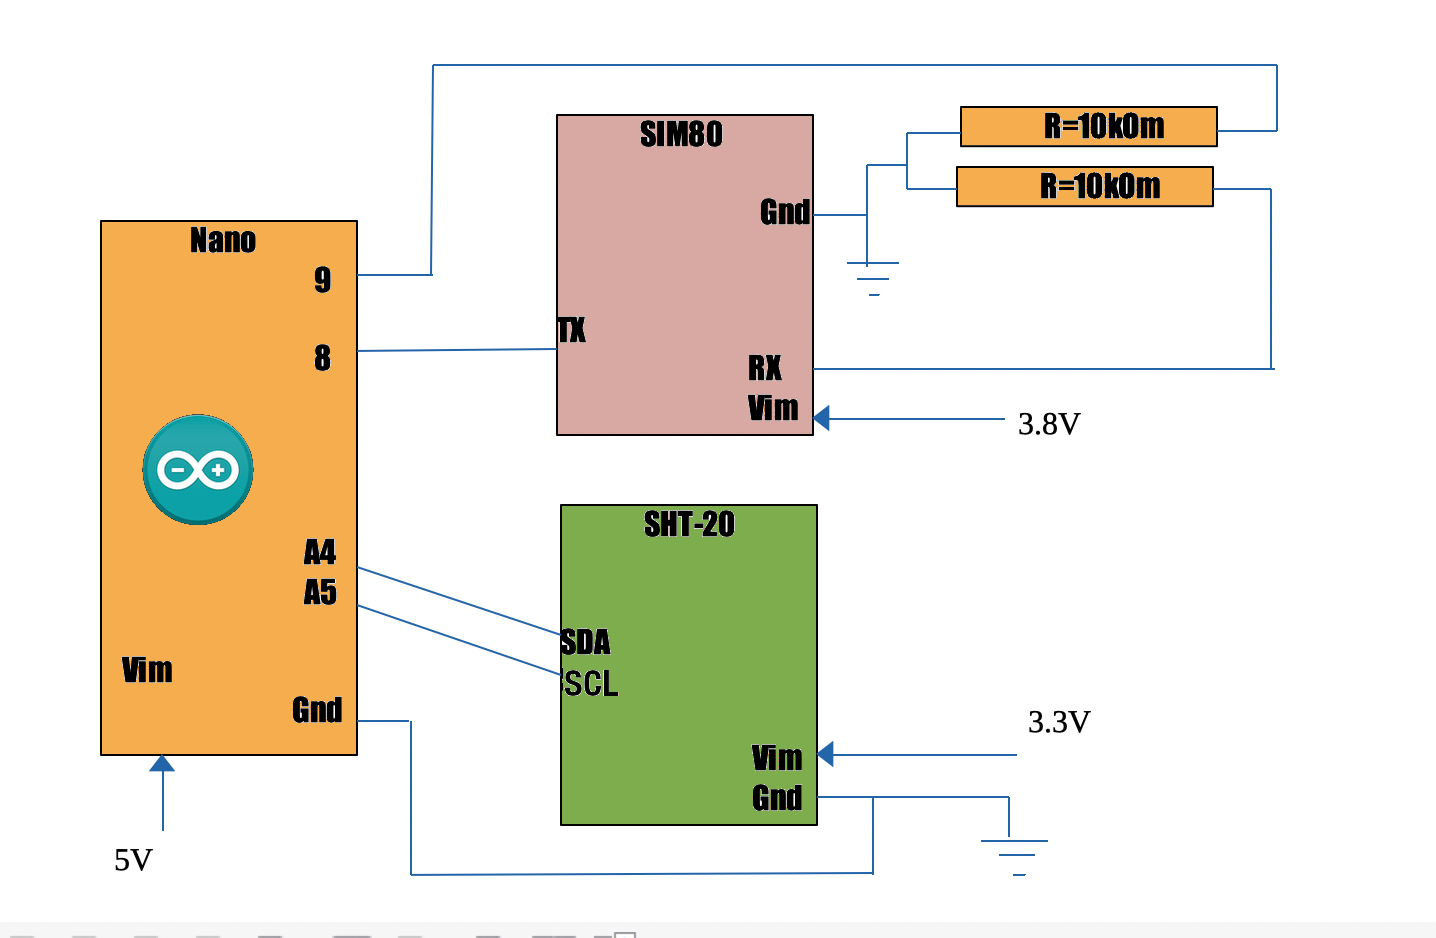 SIM80
R=10kOm
R=10kOm
Gnd
Nano
9
TX
8
RX
Vim
3.8V
SHT-20
A4
A5
SDA
SCL
Vim
Gnd
3.3V
Vim
Gnd
5V